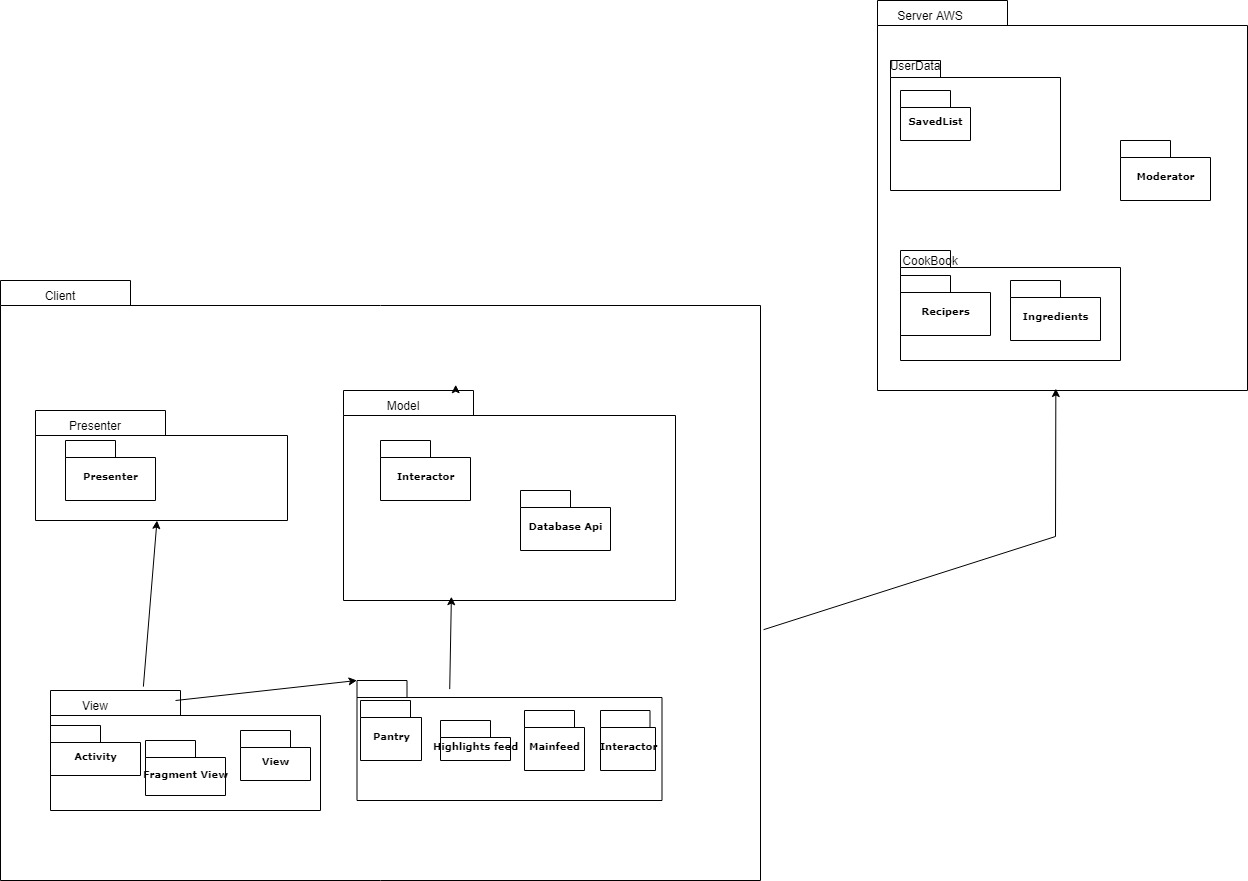 Server AWS
UserData
SavedList
Moderator
CookBock
Recipers
Ingredients
Client
Presenter
Presenter
Model
Interactor
Database Api
View
Activity
Fragment View
View
Pantry
Highlights feed
Mainfeed
Interactor